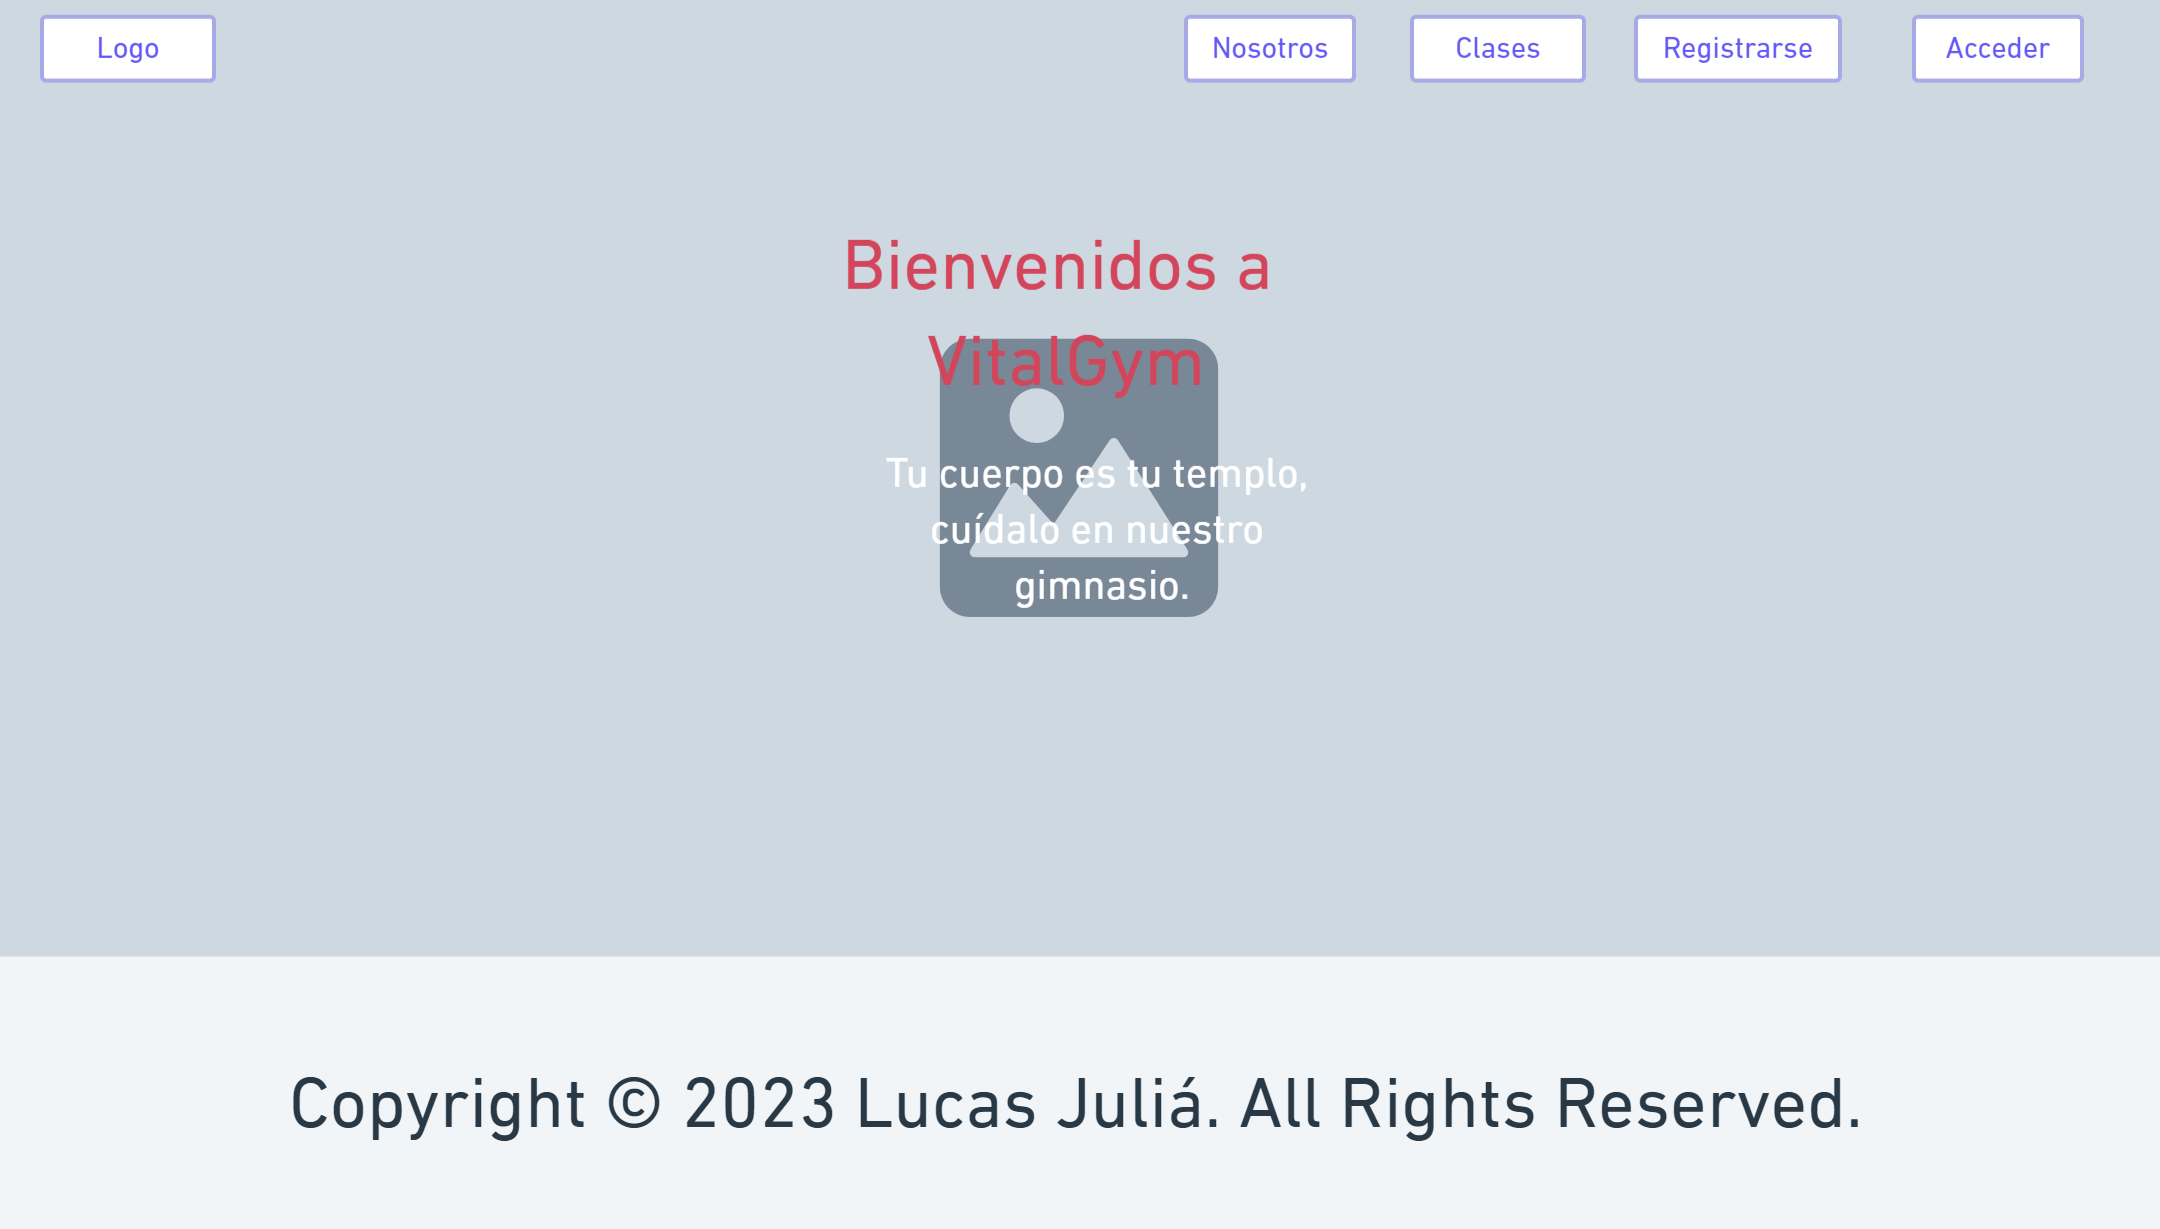 Logo
Nosotros
Clases
Registrarse
Acceder
Bienvenidos a
VitalGym
Tu cuerpo es tu templo,
cuídalo en nuestro
gimnasio.
Copyright © 2023 Lucas Juliá. All Rights Reserved.